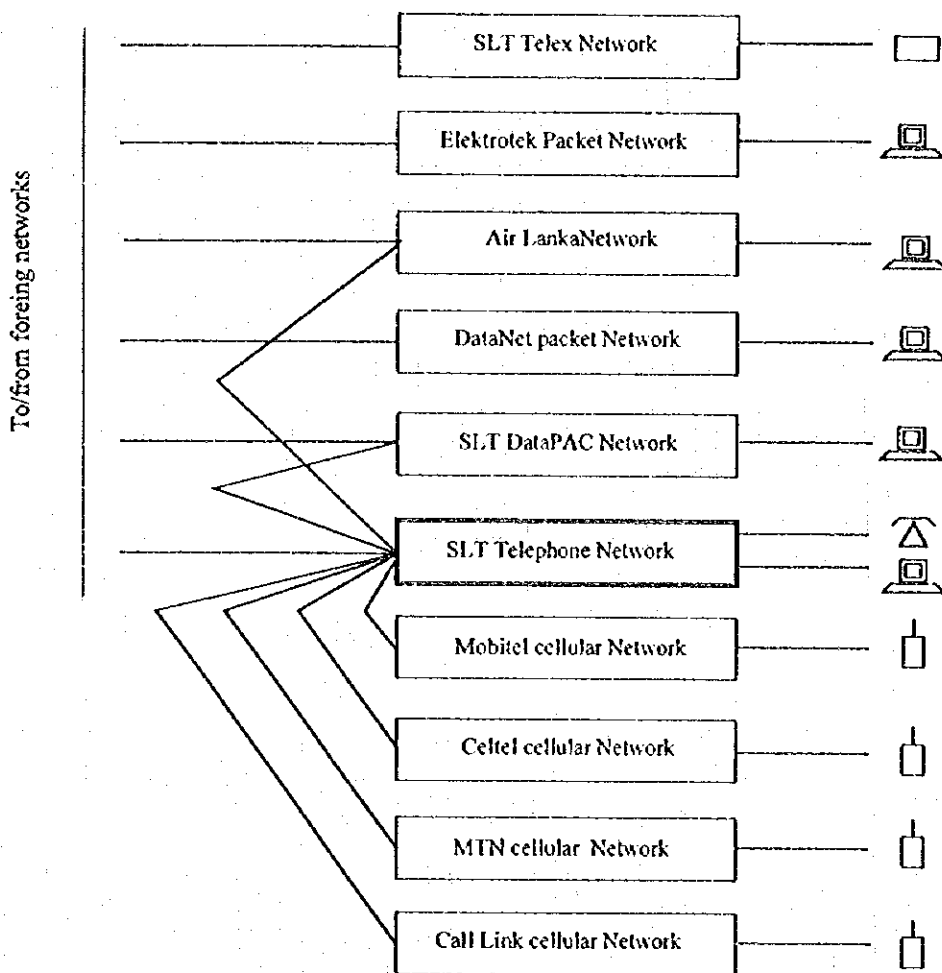 To/from foreing networks
SLT Telex Network
Elektrotek Packet Network
Air LankaNetwork
DataNet packet Network
SLT DataPAC Network
SLT Telephone Network
Mobitel cellular Network
Celtel cellular Network
MTN cellular Network
Call Link cellular Network